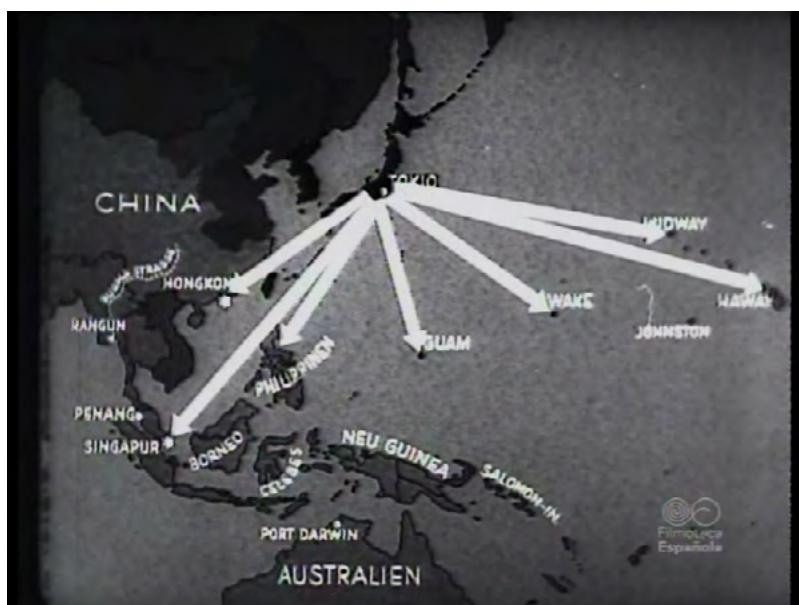 TOKIO
CHINA
MIDWAY
BURMA STRASSE
HONGKONG
WAKE
HAWAY
RANGUN
JOHNSTON
GUAM
PHILIPPINEN
PENANG
SINGAPUR
BORNEO
CELEBES
NEU GUINEA
SALOMON-IN.
PORT DARWIN
AUSTRALIEN
Filmoteca
Española